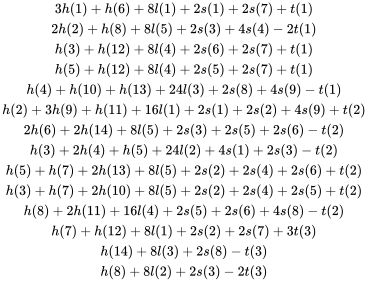 3h(1) + h(6) + 8l(1) + 2s(1) + 2s(7) + t(1)
2h(2) + h(8) + 8l(5) + 2s(3) + 4s(4) − 2t(1)
h(3) + h(12) + 8l(4) + 2s(6) + 2s(7) + t(1)
h(5) + h(12) + 8l(4) + 2s(5) + 2s(7) + t(1)
h(4) + h(10) + h(13) + 24l(3) + 2s(8) + 4s(9) − t(1)
h(2) + 3h(9) + h(11) + 16l(1) + 2s(1) + 2s(2) + 4s(9) + t(2)
2h(6) + 2h(14) + 8l(5) + 2s(3) + 2s(5) + 2s(6) − t(2)
h(3) + 2h(4) + h(5) + 24l(2) + 4s(1) + 2s(3) − t(2)
h(5) + h(7) + 2h(13) + 8l(5) + 2s(2) + 2s(4) + 2s(6) + t(2)
h(3) + h(7) + 2h(10) + 8l(5) + 2s(2) + 2s(4) + 2s(5) + t(2)
h(8) + 2h(11) + 16l(4) + 2s(5) + 2s(6) + 4s(8) − t(2)
h(7) + h(12) + 8l(1) + 2s(2) + 2s(7) + 3t(3)
h(14) + 8l(3) + 2s(8) − t(3)
h(8) + 8l(2) + 2s(3) − 2t(3)